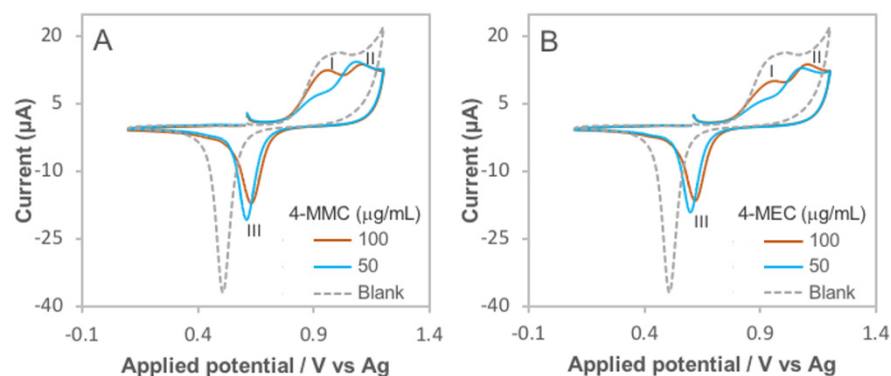 A
20
5
-10
-25
-40
Current (µA)
I
II
III
4-MMC (µg/mL)
100
50
Blank
-0.1
0.4
0.9
1.4
Applied potential / V vs Ag
B
20
5
-10
-25
-40
Current (µA)
I
II
III
4-MEC (µg/mL)
100
50
Blank
-0.1
0.4
0.9
1.4
Applied potential / V vs Ag